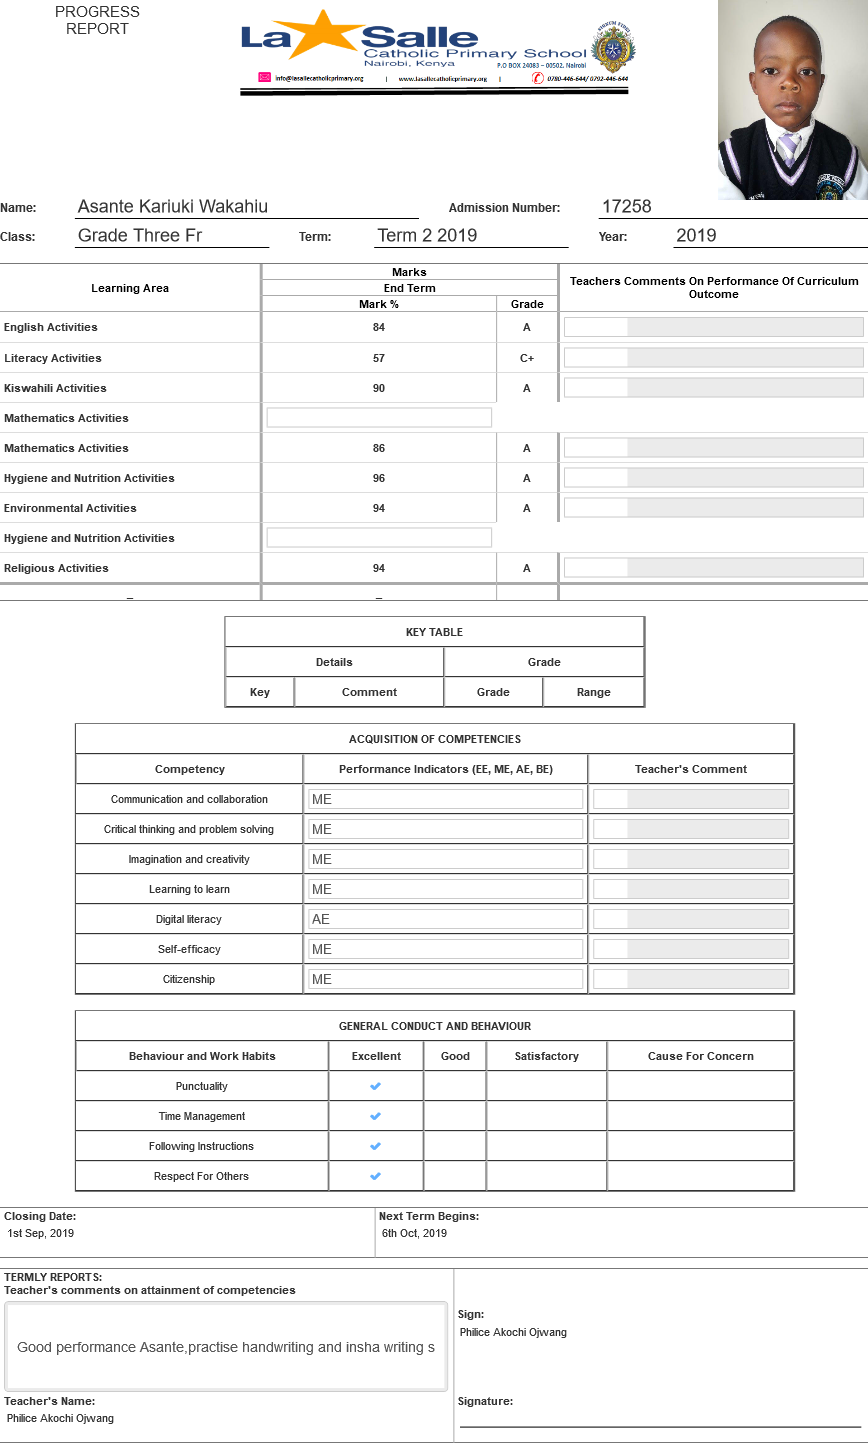 PROGRESS
REPORT
La Salle
Catholic Primary School
Nairobi, Kenya
P.O BOX 24083 – 00502, Nairobi
info@lasallecatholicprimary.org | www.lasallecatholicprimary.org | 0780-446-644/ 0792-446-644
Name: Asante Kariuki Wakahiu Admission Number: 17258
Class: Grade Three Fr Term: Term 2 2019 Year: 2019
Learning Area Marks Teachers Comments On Performance Of Curriculum Outcome
End Term
Mark % Grade
English Activities 84 A
Literacy Activities 57 C+
Kiswahili Activities 90 A
Mathematics Activities
Mathematics Activities 86 A
Hygiene and Nutrition Activities 96 A
Environmental Activities 94 A
Hygiene and Nutrition Activities
Religious Activities 94 A
_ _
KEY TABLE
Details Grade
Key Comment Grade Range
ACQUISITION OF COMPETENCIES
Competency Performance Indicators (EE, ME, AE, BE) Teacher's Comment
Communication and collaboration ME
Critical thinking and problem solving ME
Imagination and creativity ME
Learning to learn ME
Digital literacy AE
Self-efficacy ME
Citizenship ME
GENERAL CONDUCT AND BEHAVIOUR
Behaviour and Work Habits Excellent Good Satisfactory Cause For Concern
Punctuality ✔
Time Management ✔
Following Instructions ✔
Respect For Others ✔
Closing Date: Next Term Begins:
1st Sep, 2019 6th Oct, 2019
TERMLY REPORTS:
Teacher's comments on attainment of competencies
Good performance Asante,practise handwriting and insha writing s
Sign:
Philice Akochi Ojwang
Teacher's Name: Signature:
Philice Akochi Ojwang